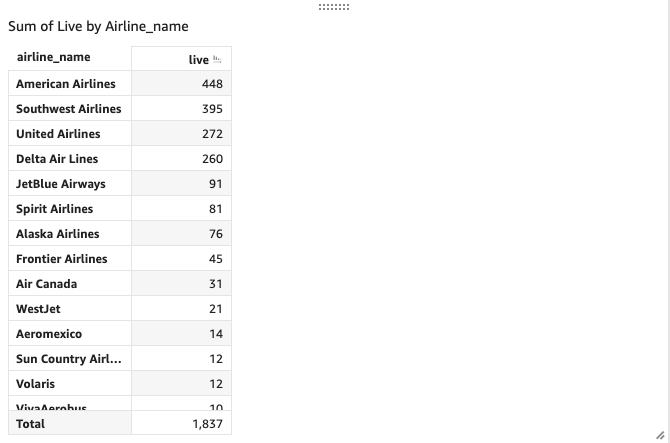 Sum of Live by Airline_name
airline_name live
American Airlines 448
Southwest Airlines 395
United Airlines 272
Delta Air Lines 260
JetBlue Airways 91
Spirit Airlines 81
Alaska Airlines 76
Frontier Airlines 45
Air Canada 31
WestJet 21
Aeromexico 14
Sun Country Airl...  12
Volaris 12
VivaAerobus 10
Total 1,837